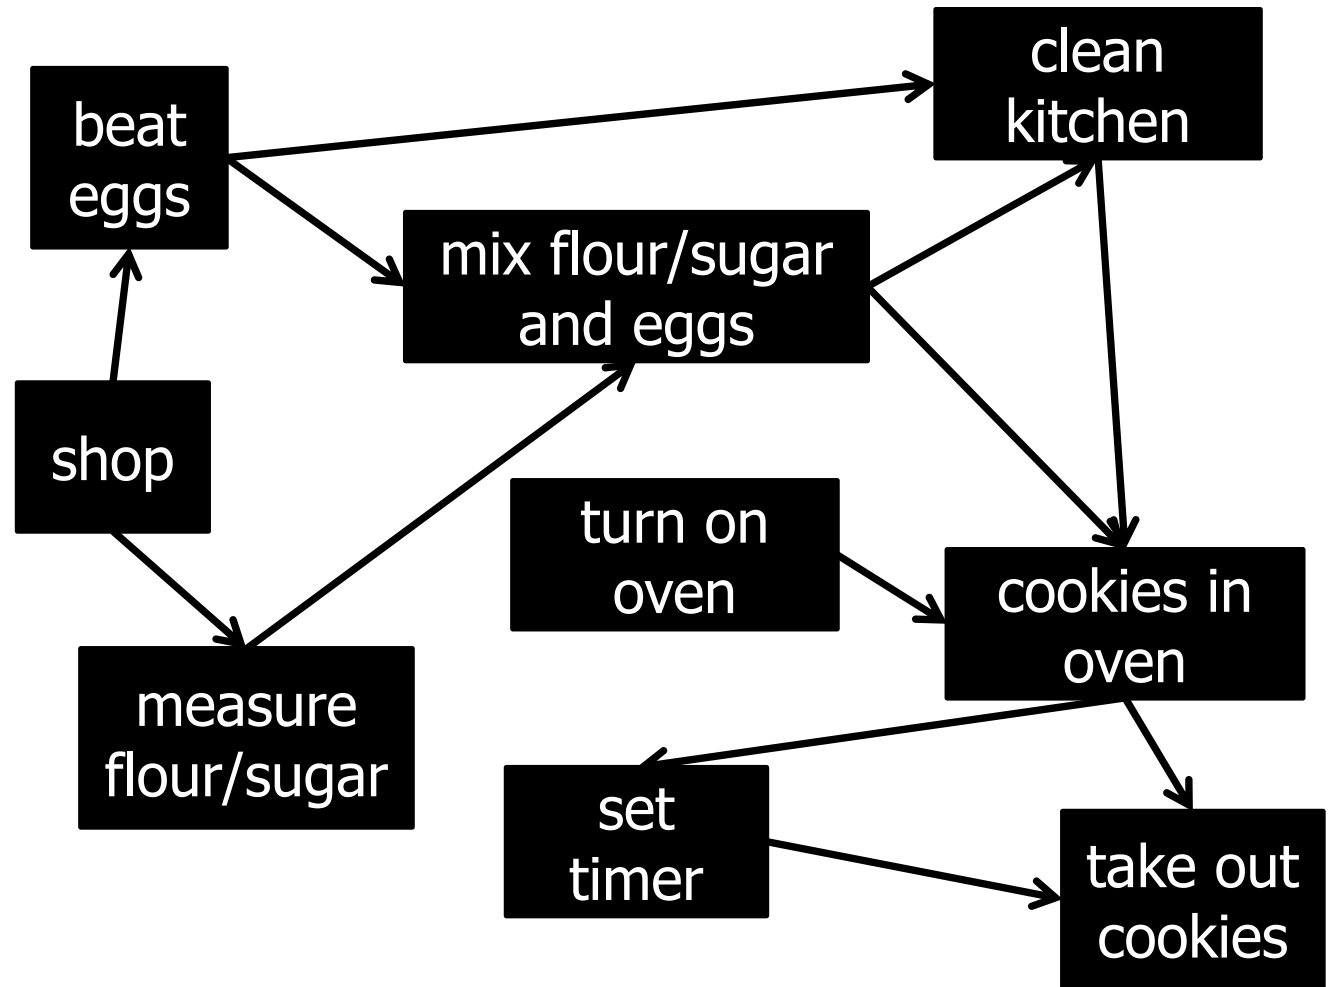 clean
kitchen
beat
eggs
mix flour/sugar
and eggs
shop
turn on
oven
cookies in
oven
measure
flour/sugar
set
timer
take out
cookies